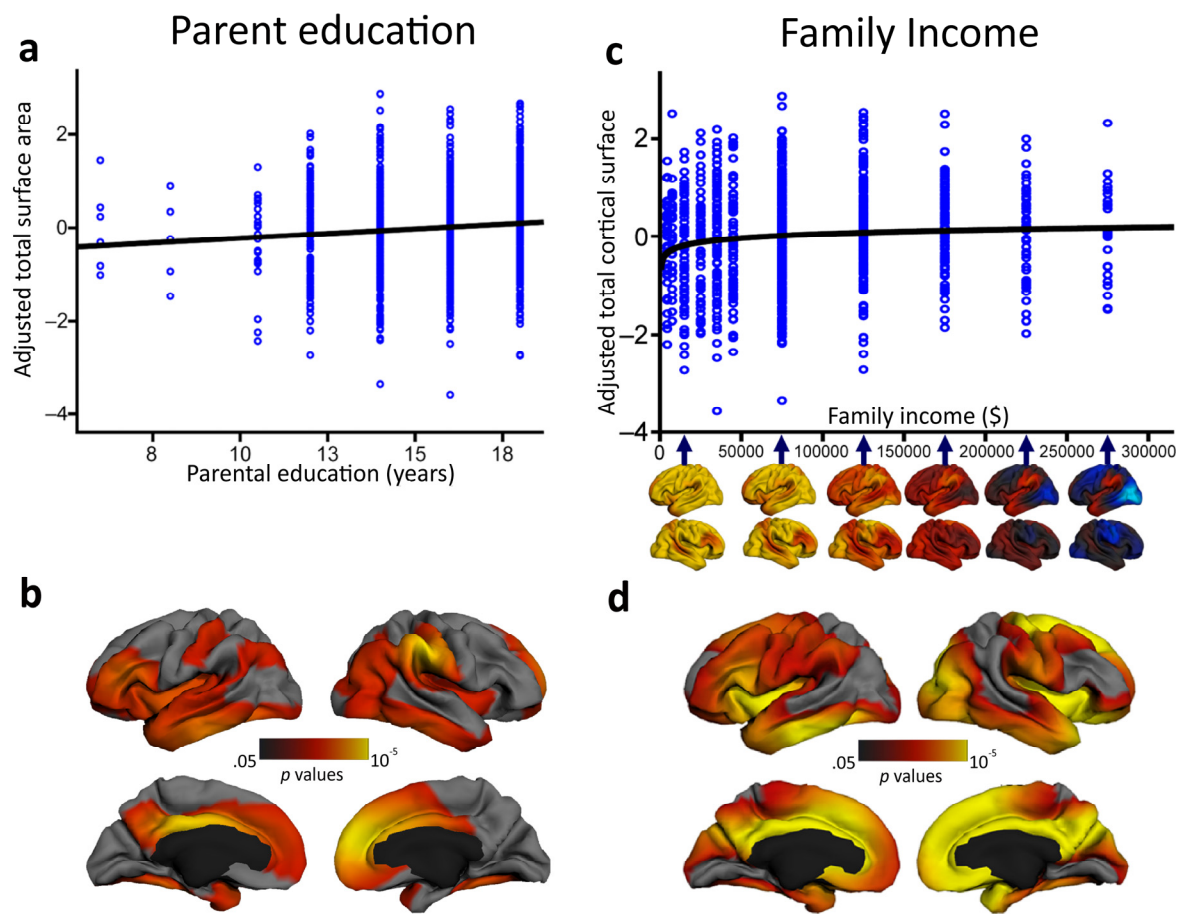 Parent education
Family Income
a
c
Adjusted total surface area
2
0
–2
–4
8
10
13
15
18
Parental education (years)
Adjusted total cortical surface
2
0
–2
–4
Family income ($)
0
50000
100000
150000
200000
250000
300000
b
d
.05
10-5
p values
.05
10-5
p values